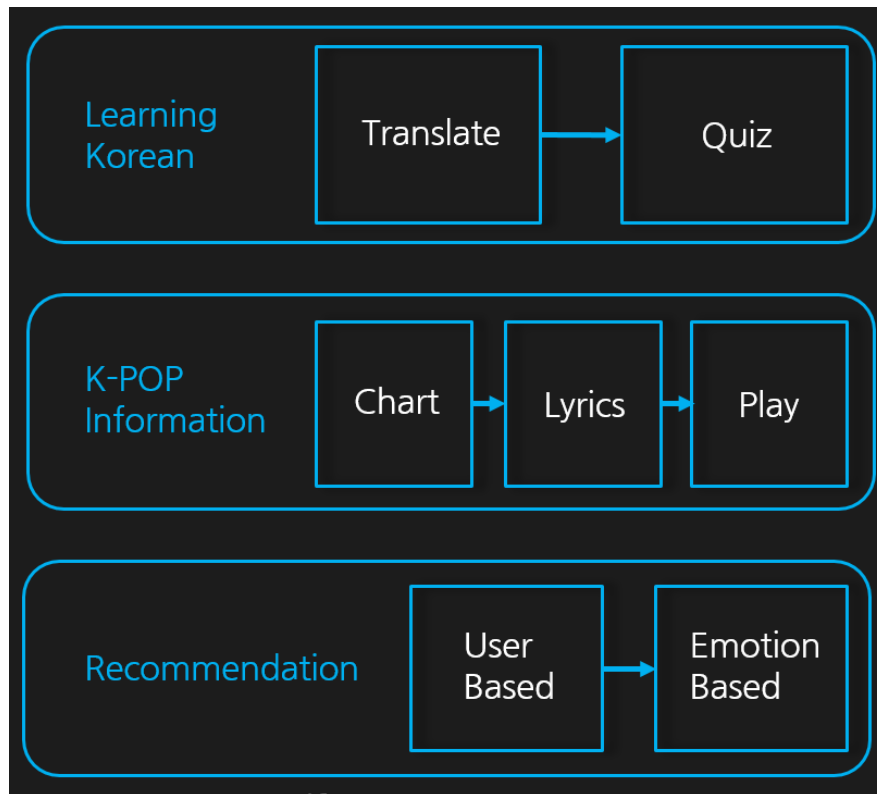 Learning
Korean
Translate
Quiz
K-POP
Information
Chart
Lyrics
Play
Recommendation
User
Based
Emotion
Based